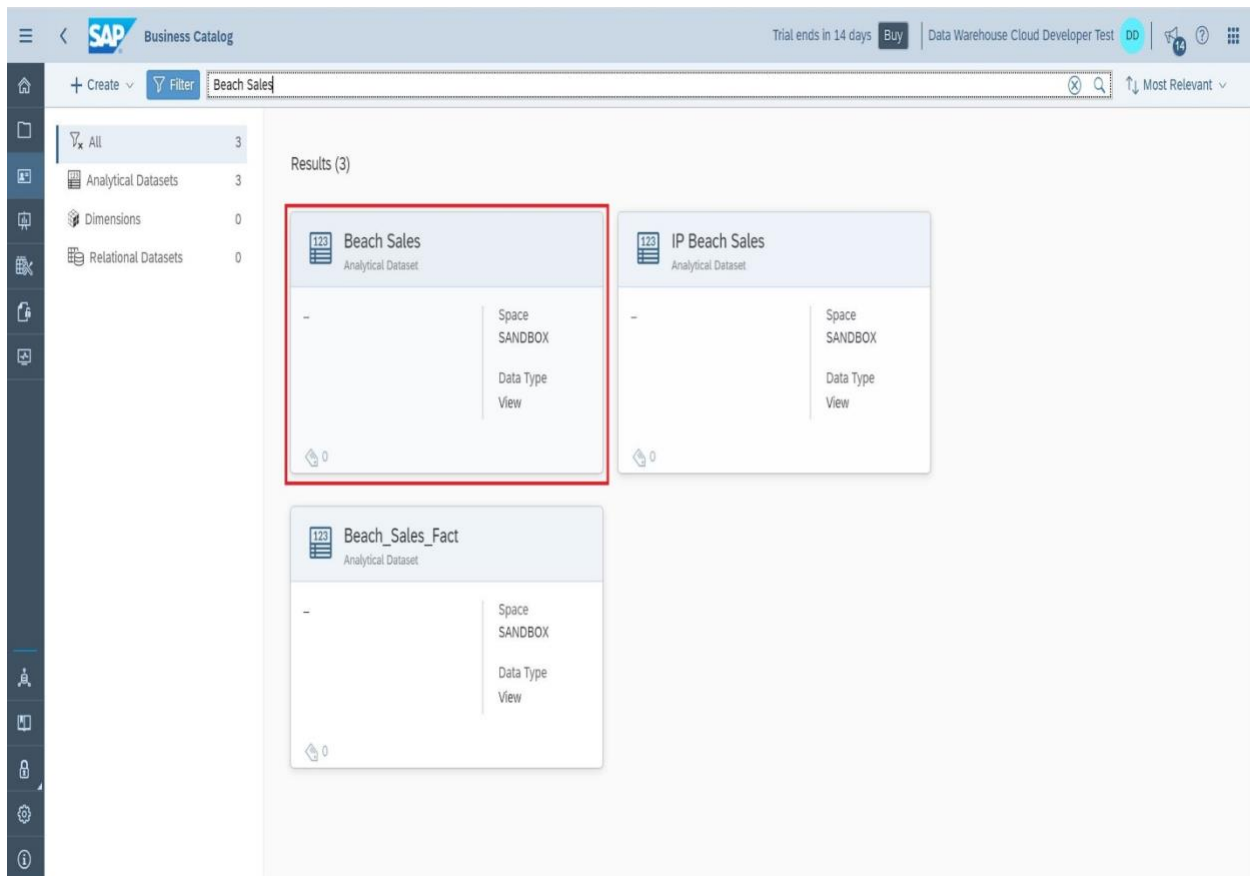 SAP Business Catalog
Trial ends in 14 days Buy Data Warehouse Cloud Developer Test DD 14
+ Create Filter Beach Sales Most Relevant
All 3
Analytical Datasets 3
Dimensions 0
Relational Datasets 0
Results (3)
123 Beach Sales
Analytical Dataset
–
Space
SANDBOX
Data Type
View
0
123 IP Beach Sales
Analytical Dataset
–
Space
SANDBOX
Data Type
View
0
123 Beach_Sales_Fact
Analytical Dataset
–
Space
SANDBOX
Data Type
View
0